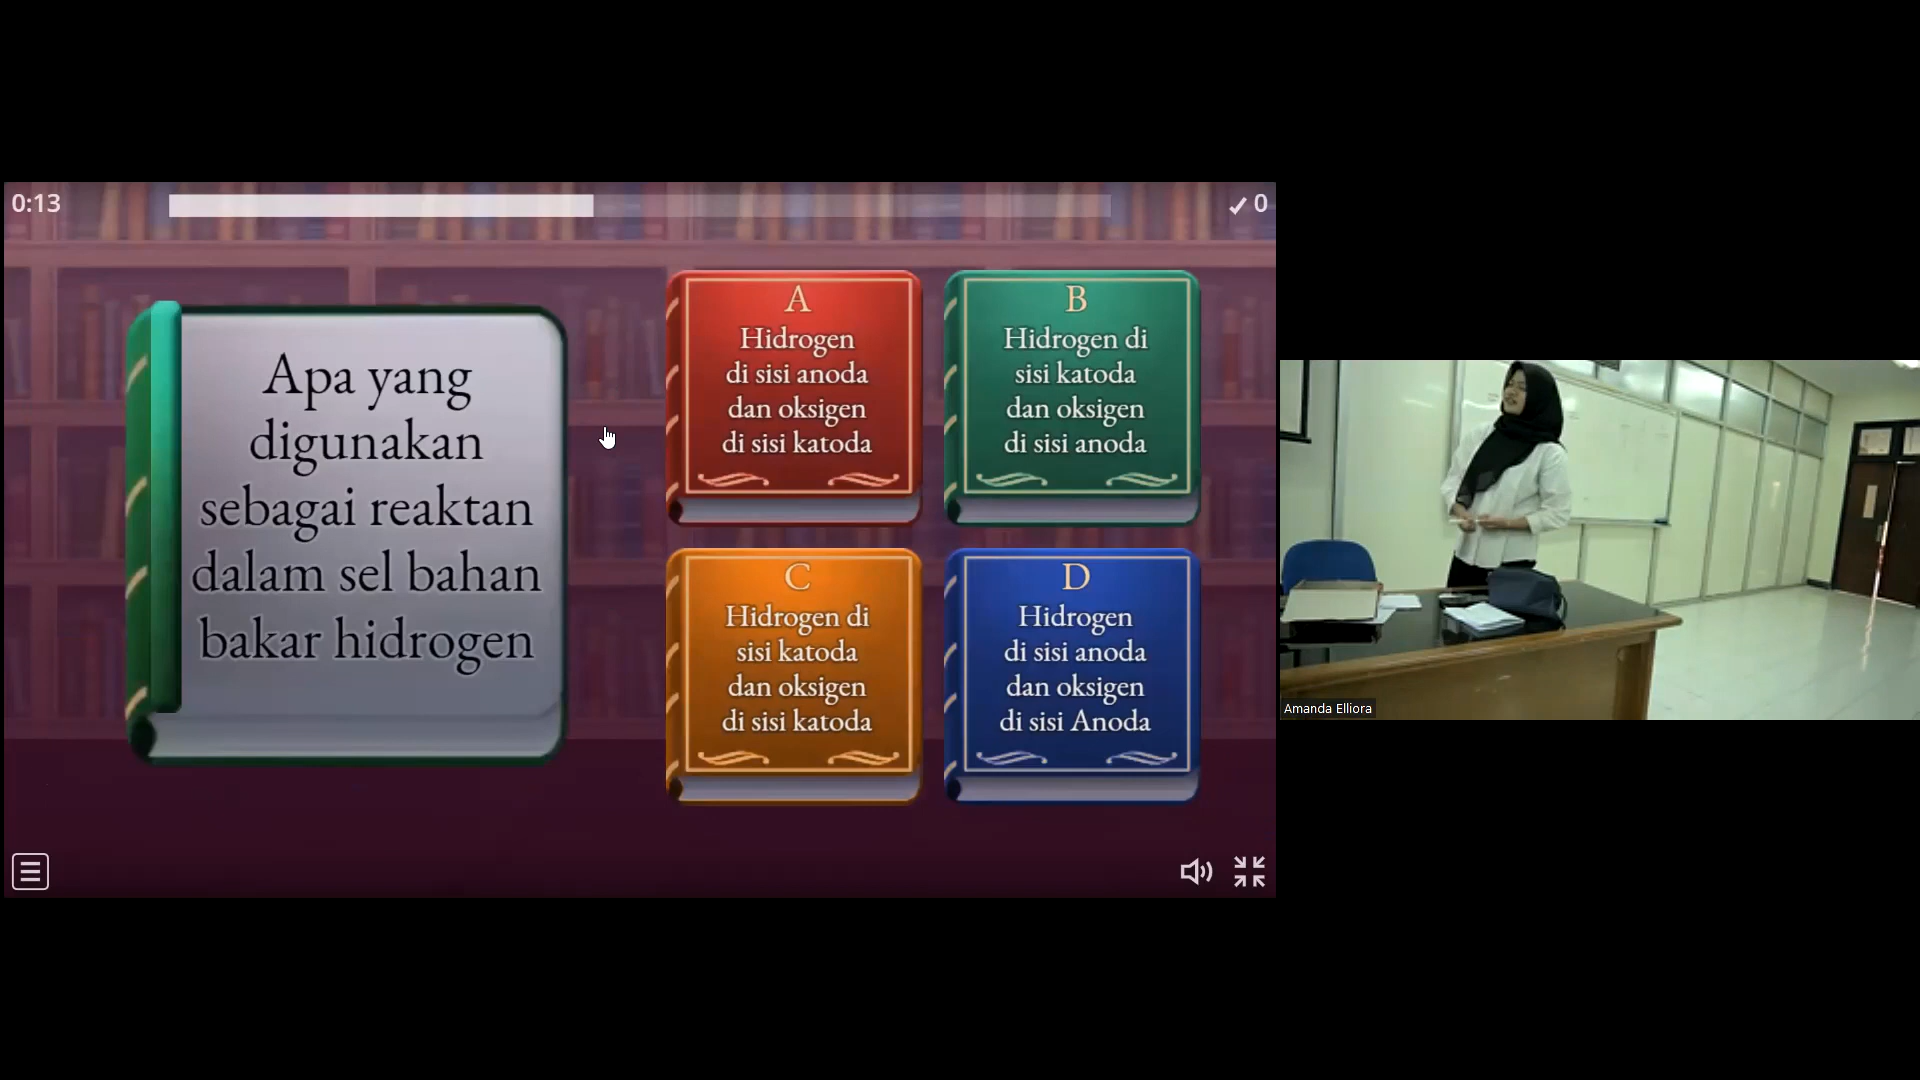 0:13
0
Apa yang
digunakan
sebagai reaktan
dalam sel bahan
bakar hidrogen
A
Hidrogen
di sisi anoda
dan oksigen
di sisi katoda
B
Hidrogen di
sisi katoda
dan oksigen
di sisi anoda
C
Hidrogen di
sisi katoda
dan oksigen
di sisi katoda
D
Hidrogen
di sisi anoda
dan oksigen
di sisi Anoda
Amanda Elliora